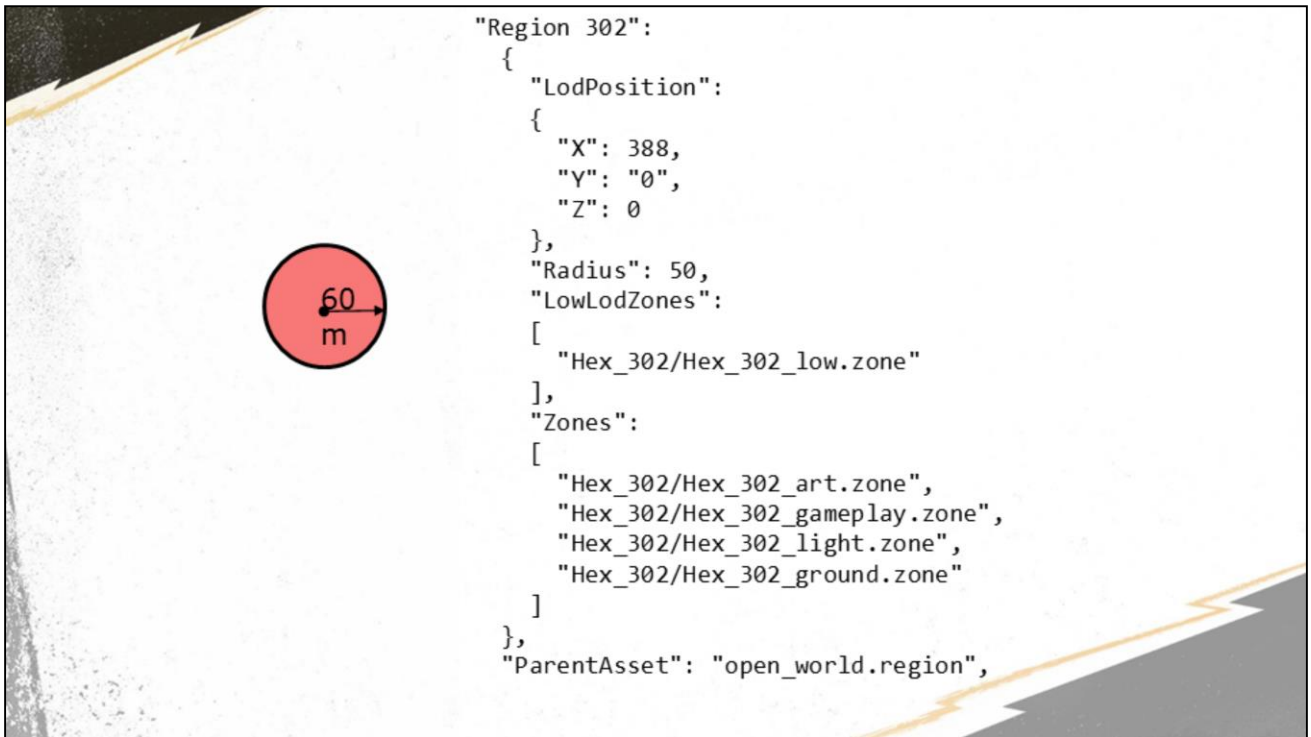 "Region 302":
{
"LodPosition":
{
"X": 388,
"Y": "0",
"Z": 0
},
"Radius": 50,
"LowLodZones":
[
"Hex_302/Hex_302_low.zone"
],
"Zones":
[
"Hex_302/Hex_302_art.zone",
"Hex_302/Hex_302_gameplay.zone",
"Hex_302/Hex_302_light.zone",
"Hex_302/Hex_302_ground.zone"
]
},
"ParentAsset": "open_world.region",
60
m